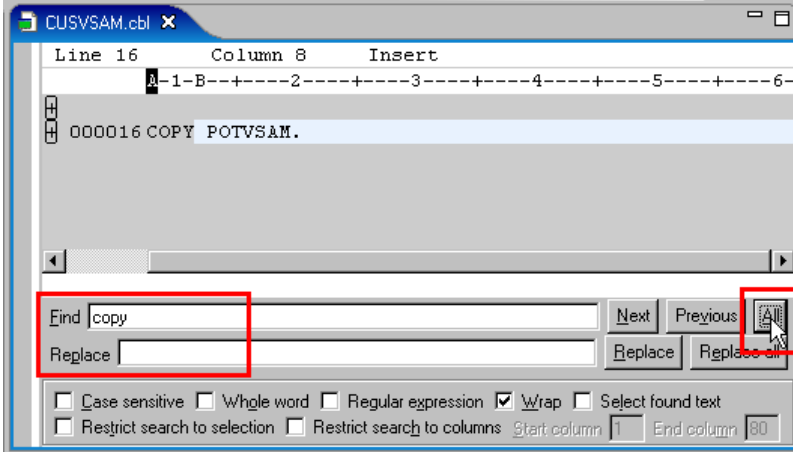 CUSVSAM.cbl
Line 16 Column 8 Insert
A-1-B--+----2----+----3----+----4----+----5----+----6-
000016 COPY POTVSAM.
Find copy Next Previous All
Replace Replace Replace all
Case sensitive Whole word Regular expression Wrap Select found text
Restrict search to selection Restrict search to columns Start column 1 End column 80